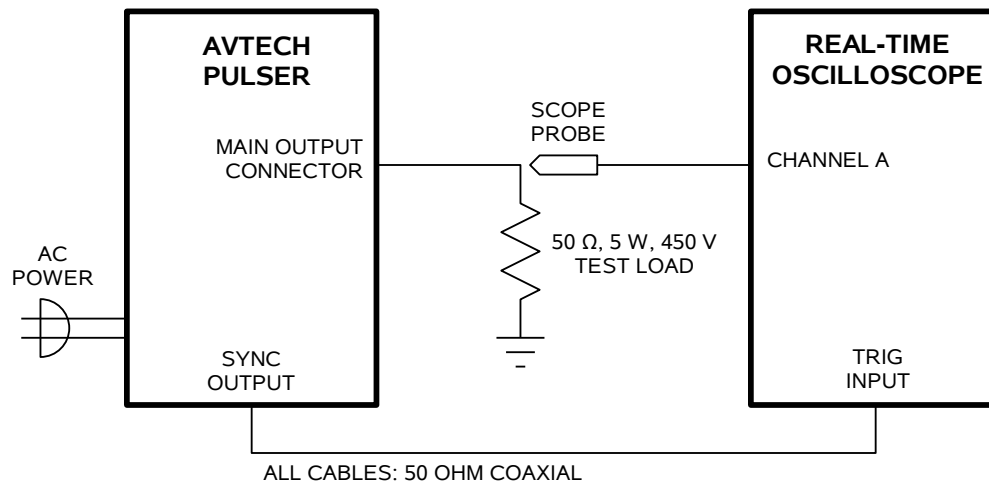 AVTECH
PULSER
MAIN OUTPUT
CONNECTOR
AC
POWER
SYNC
OUTPUT
SCOPE
PROBE
50 Ω, 5 W, 450 V
TEST LOAD
REAL-TIME
OSCILLOSCOPE
CHANNEL A
TRIG
INPUT
ALL CABLES: 50 OHM COAXIAL